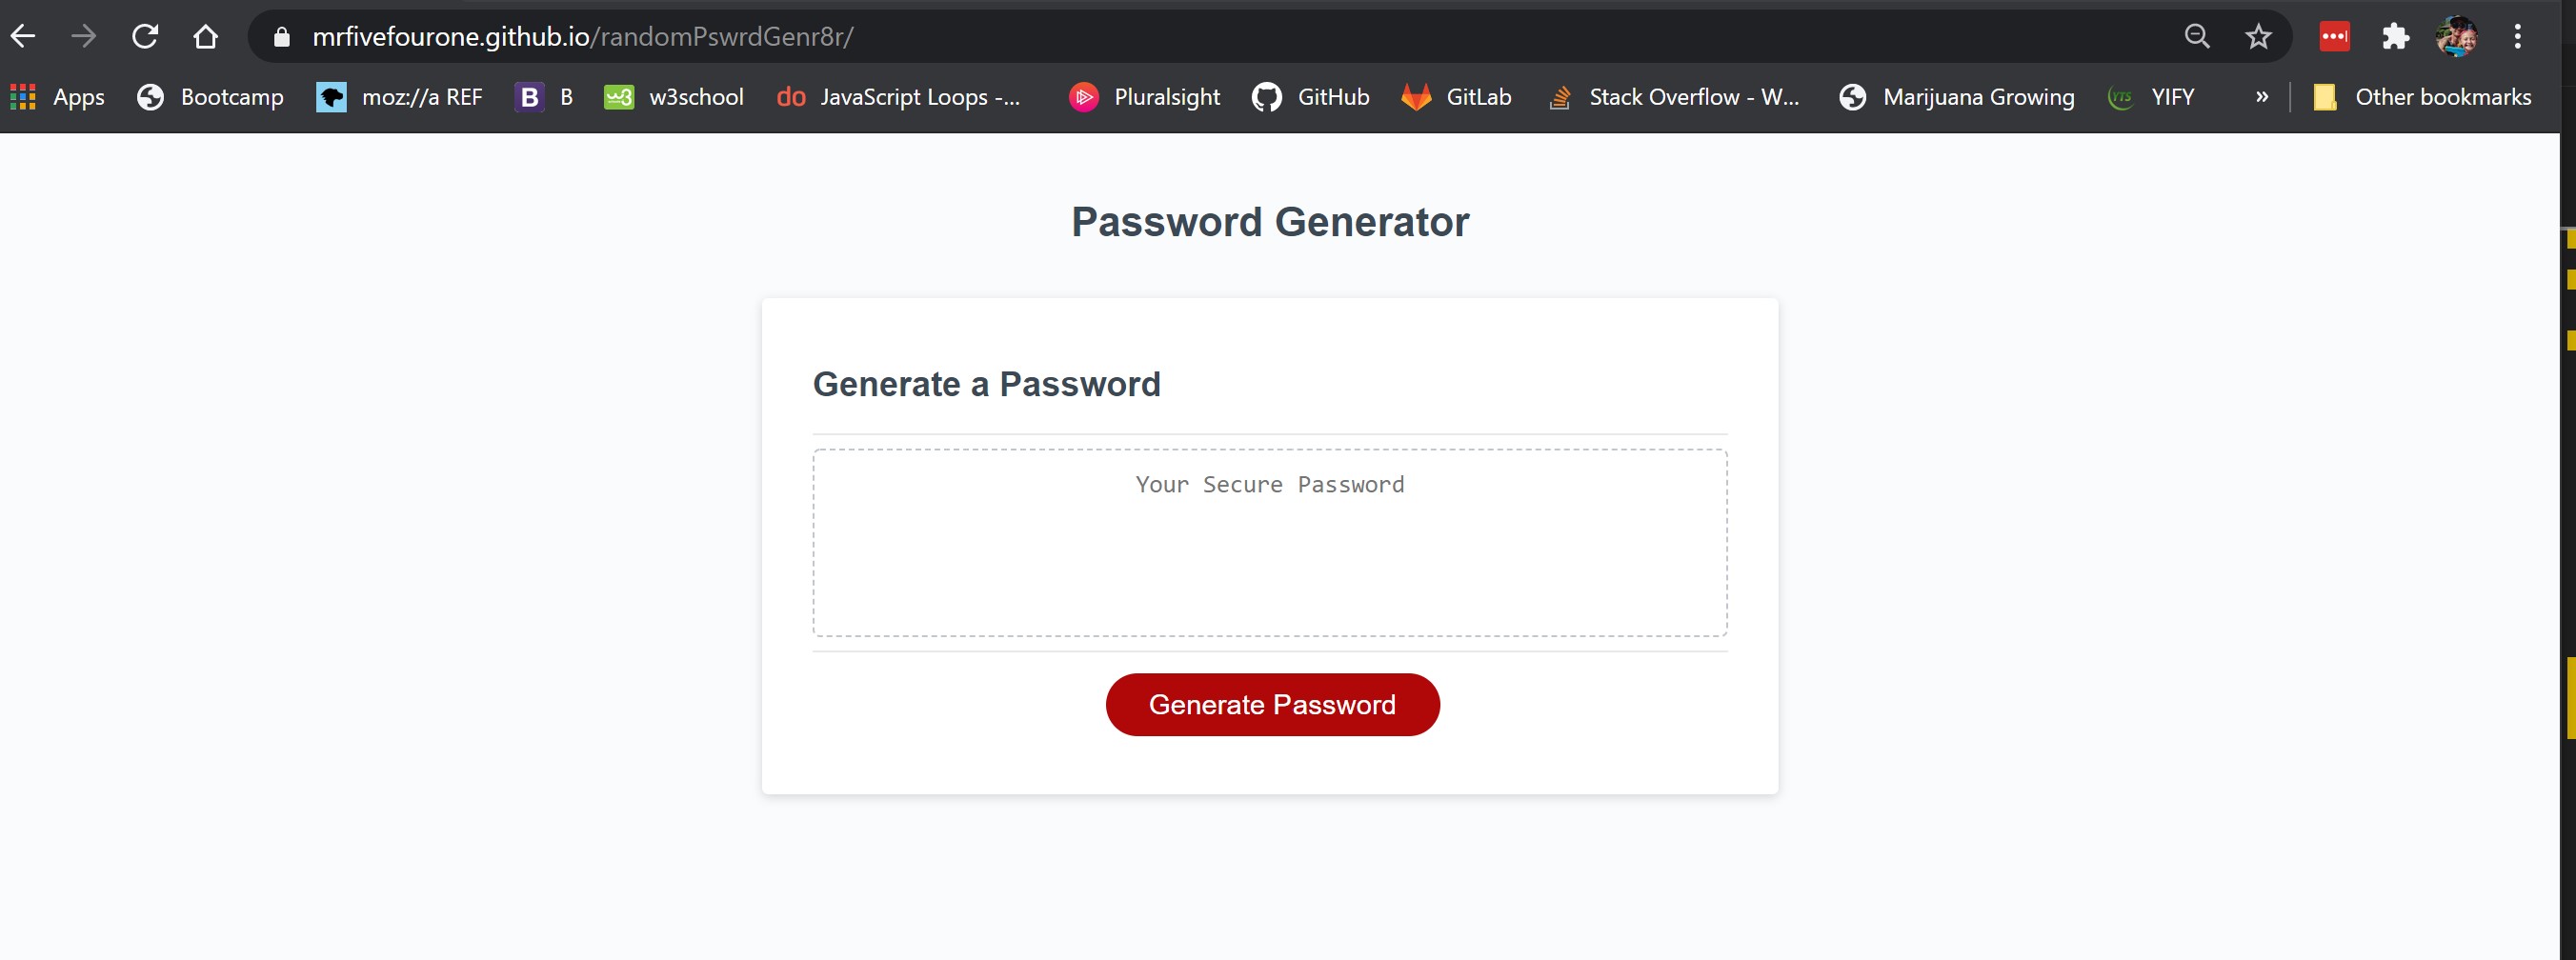 mrfivefourone.github.io/randomPswrdGenr8r/
Apps Bootcamp moz://a REF B B w3school do JavaScript Loops -... Pluralsight GitHub GitLab Stack Overflow - W... Marijuana Growing YTS YIFY » Other bookmarks
Password Generator
Generate a Password
Your Secure Password
Generate Password